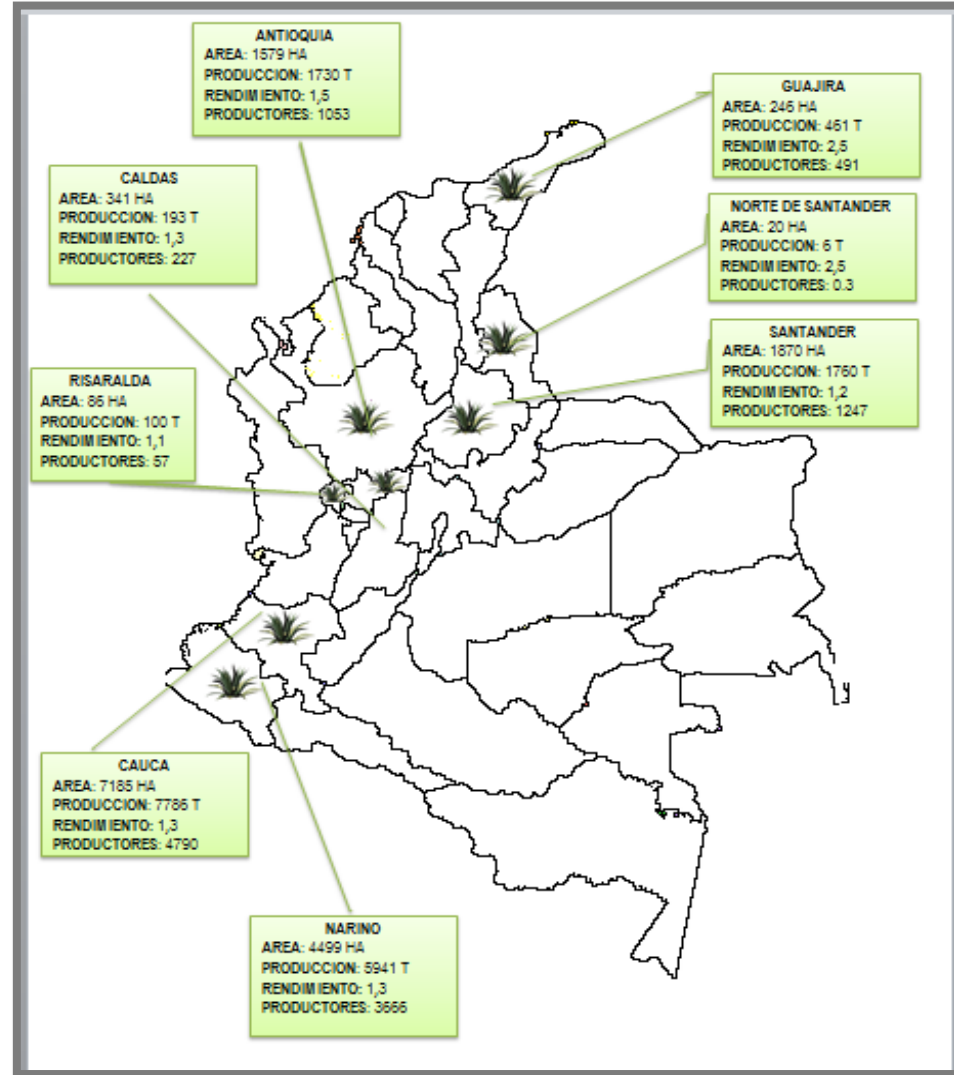 ANTIOQUIA
AREA: 1579 HA
PRODUCCION: 1730 T
RENDIMIENTO: 1,5
PRODUCTORES: 1053
GUAJIRA
AREA: 246 HA
PRODUCCION: 461 T
RENDIMIENTO: 2,5
PRODUCTORES: 491
CALDAS
AREA: 341 HA
PRODUCCION: 193 T
RENDIMIENTO: 1,3
PRODUCTORES: 227
NORTE DE SANTANDER
AREA: 20 HA
PRODUCCION: 6 T
RENDIMIENTO: 2,5
PRODUCTORES: 0.3
SANTANDER
AREA: 1870 HA
PRODUCCION: 1760 T
RENDIMIENTO: 1,2
PRODUCTORES: 1247
RISARALDA
AREA: 86 HA
PRODUCCION: 100 T
RENDIMIENTO: 1,1
PRODUCTORES: 57
CAUCA
AREA: 7185 HA
PRODUCCION: 7786 T
RENDIMIENTO: 1,3
PRODUCTORES: 4790
NARINO
AREA: 4499 HA
PRODUCCION: 5941 T
RENDIMIENTO: 1,3
PRODUCTORES: 3666